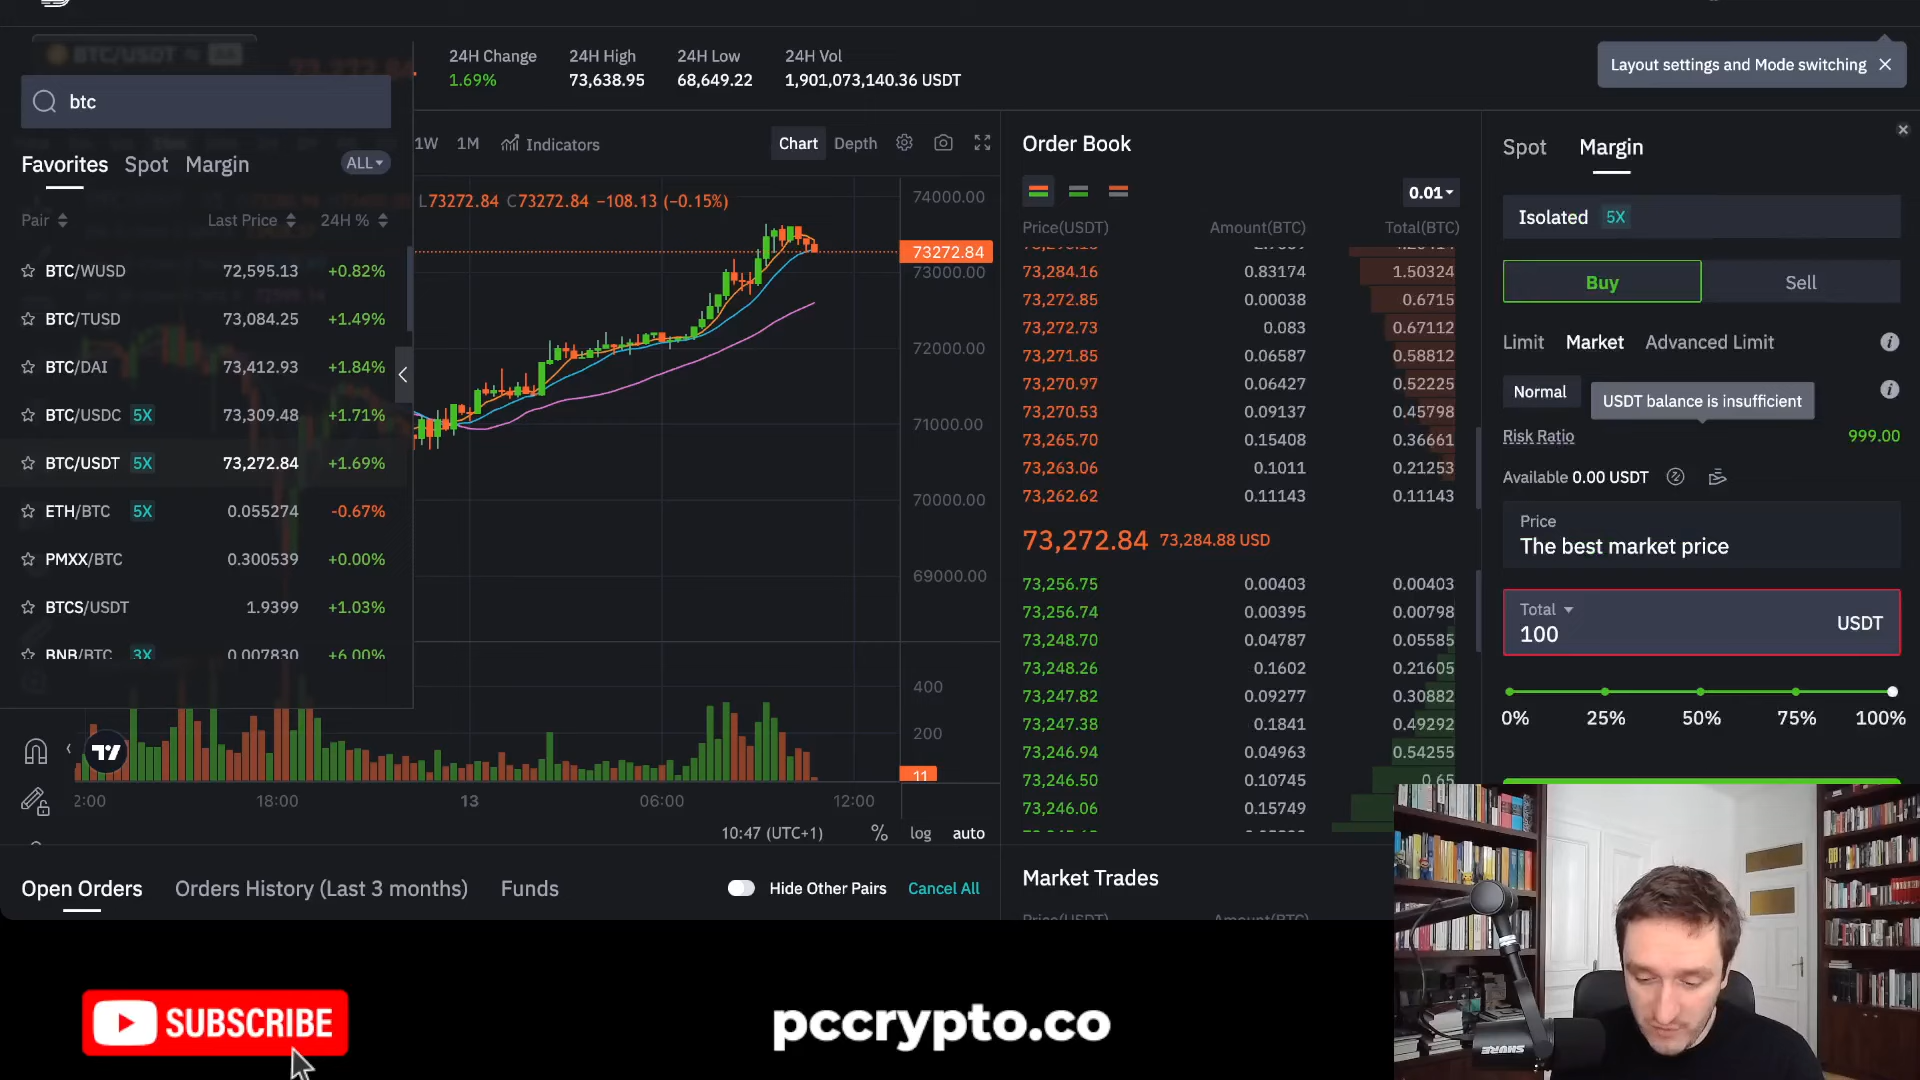 BTC/USDT
24H Change
24H High
24H Low
24H Vol
1.69%
73,638.95
68,649.22
1,901,073,140.36 USDT
Layout settings and Mode switching
btc
Favorites Spot Margin ALL
Pair Last Price 24H %
BTC/WUSD 72,595.13 +0.82%
BTC/TUSD 73,084.25 +1.49%
BTC/DAI 73,412.93 +1.84%
BTC/USDC 5X 73,309.48 +1.71%
BTC/USDT 5X 73,272.84 +1.69%
ETH/BTC 5X 0.055274 -0.67%
PMXX/BTC 0.300539 +0.00%
BTCS/USDT 1.9399 +1.03%
BNB/BTC 3X 0.007830 +6.00%
1W 1M Indicators Chart Depth
L73272.84 C73272.84 −108.13 (−0.15%)
74000.00
73272.84
73000.00
72000.00
71000.00
70000.00
69000.00
400
200
11
2:00 18:00 13 06:00 12:00
10:47 (UTC+1) % log auto
Order Book
0.01
Price(USDT) Amount(BTC) Total(BTC)
73,284.16 0.83174 1.50324
73,272.85 0.00038 0.6715
73,272.73 0.083 0.67112
73,271.85 0.06587 0.58812
73,270.97 0.06427 0.52225
73,270.53 0.09137 0.45798
73,265.70 0.15408 0.36661
73,263.06 0.1011 0.21253
73,262.62 0.11143 0.11143
73,272.84 73,284.88 USD
73,256.75 0.00403 0.00403
73,256.74 0.00395 0.00798
73,248.70 0.04787 0.05585
73,248.26 0.1602 0.21605
73,247.82 0.09277 0.30882
73,247.38 0.1841 0.49292
73,246.94 0.04963 0.54255
73,246.50 0.10745 0.65
73,246.06 0.15749
Market Trades
Price(USDT) Amount(BTC)
Spot Margin
Isolated 5X
Buy Sell
Limit Market Advanced Limit
Normal
USDT balance is insufficient
Risk Ratio 999.00
Available 0.00 USDT
Price
The best market price
Total
100 USDT
0% 25% 50% 75% 100%
Open Orders Orders History (Last 3 months) Funds
Hide Other Pairs Cancel All
SUBSCRIBE
pccrypto.co
SHURE